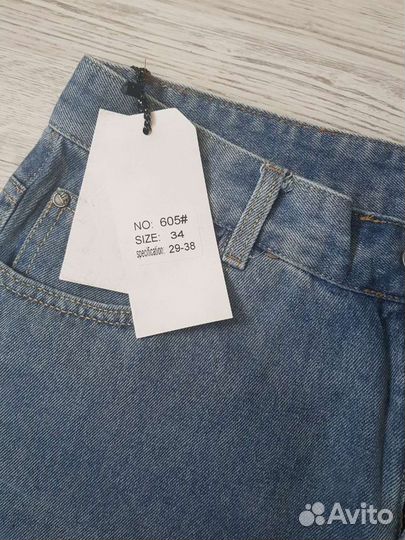 NO: 605#
SIZE: 34
specification: 29-38
Avito